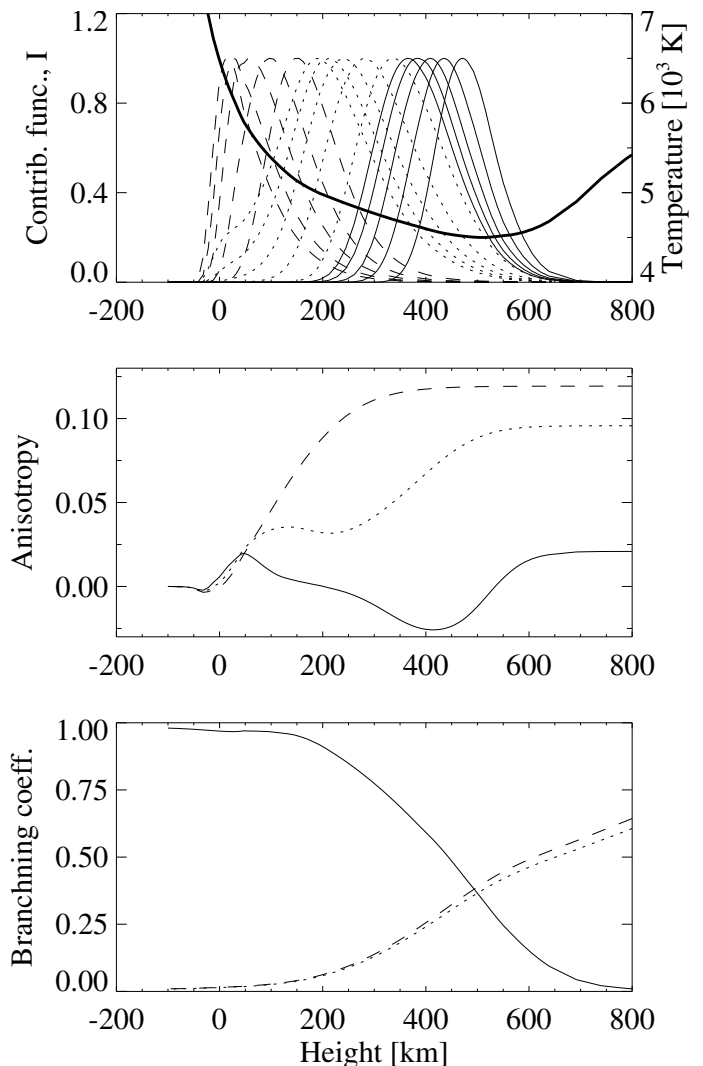 Contrib. func., I
1.2
0.8
0.4
0.0
7
6
5
4
Temperature [10³ K]
-200 0 200 400 600 800
Anisotropy
0.10
0.05
0.00
-200 0 200 400 600 800
Branchning coeff.
1.00
0.75
0.50
0.25
0.00
-200 0 200 400 600 800
Height [km]